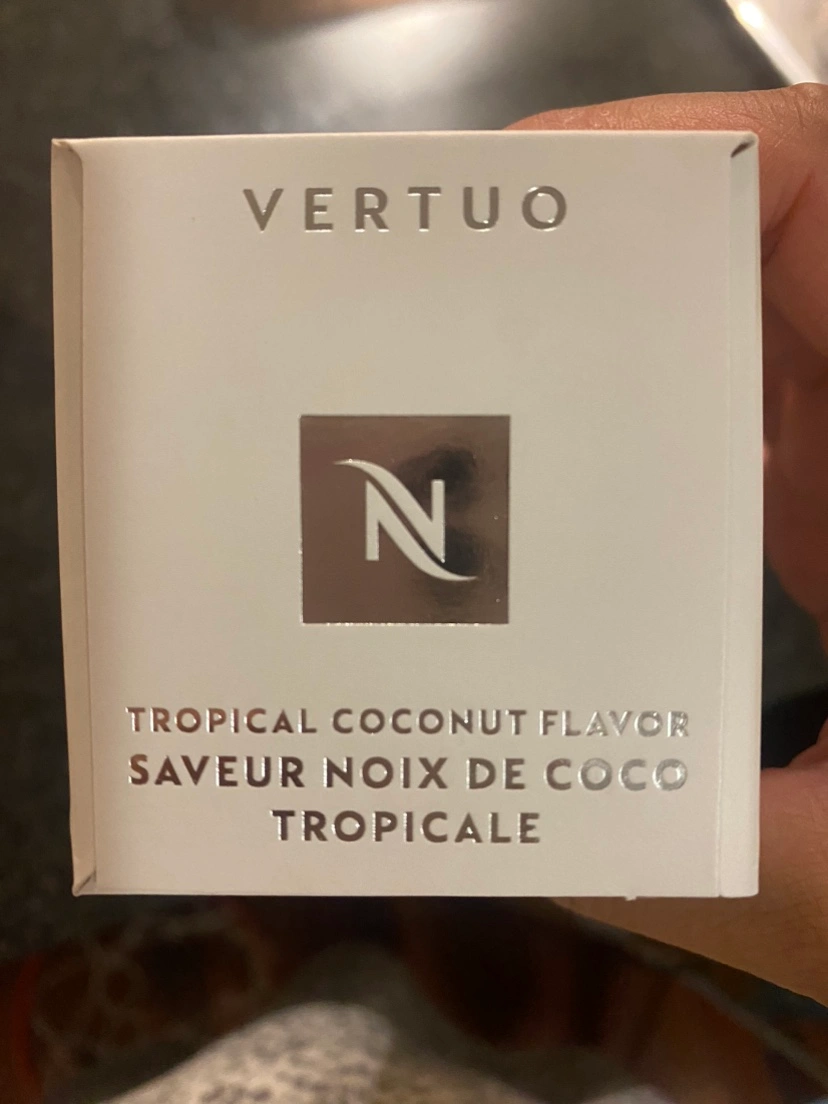 VERTUO
N
TROPICAL COCONUT FLAVOR
SAVEUR NOIX DE COCO
TROPICALE